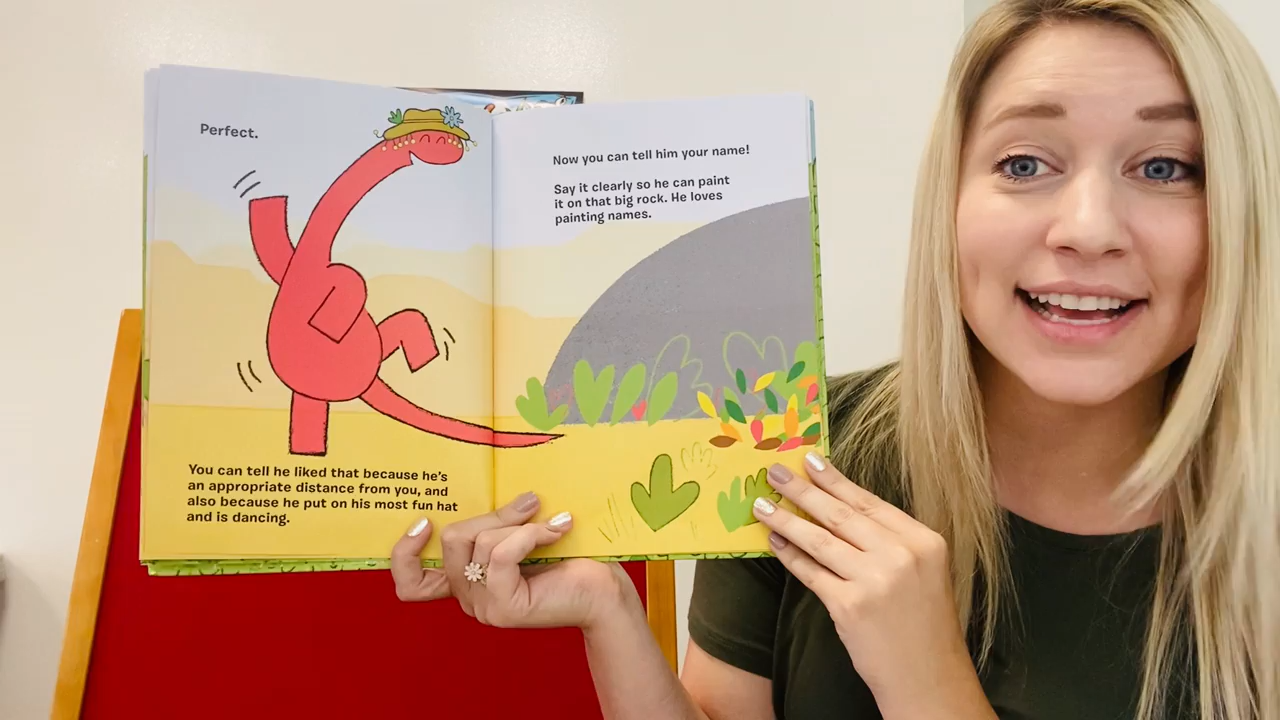 Perfect.
You can tell he liked that because he's
an appropriate distance from you, and
also because he put on his most fun hat
and is dancing.
Now you can tell him your name!
Say it clearly so he can paint
it on that big rock. He loves
painting names.